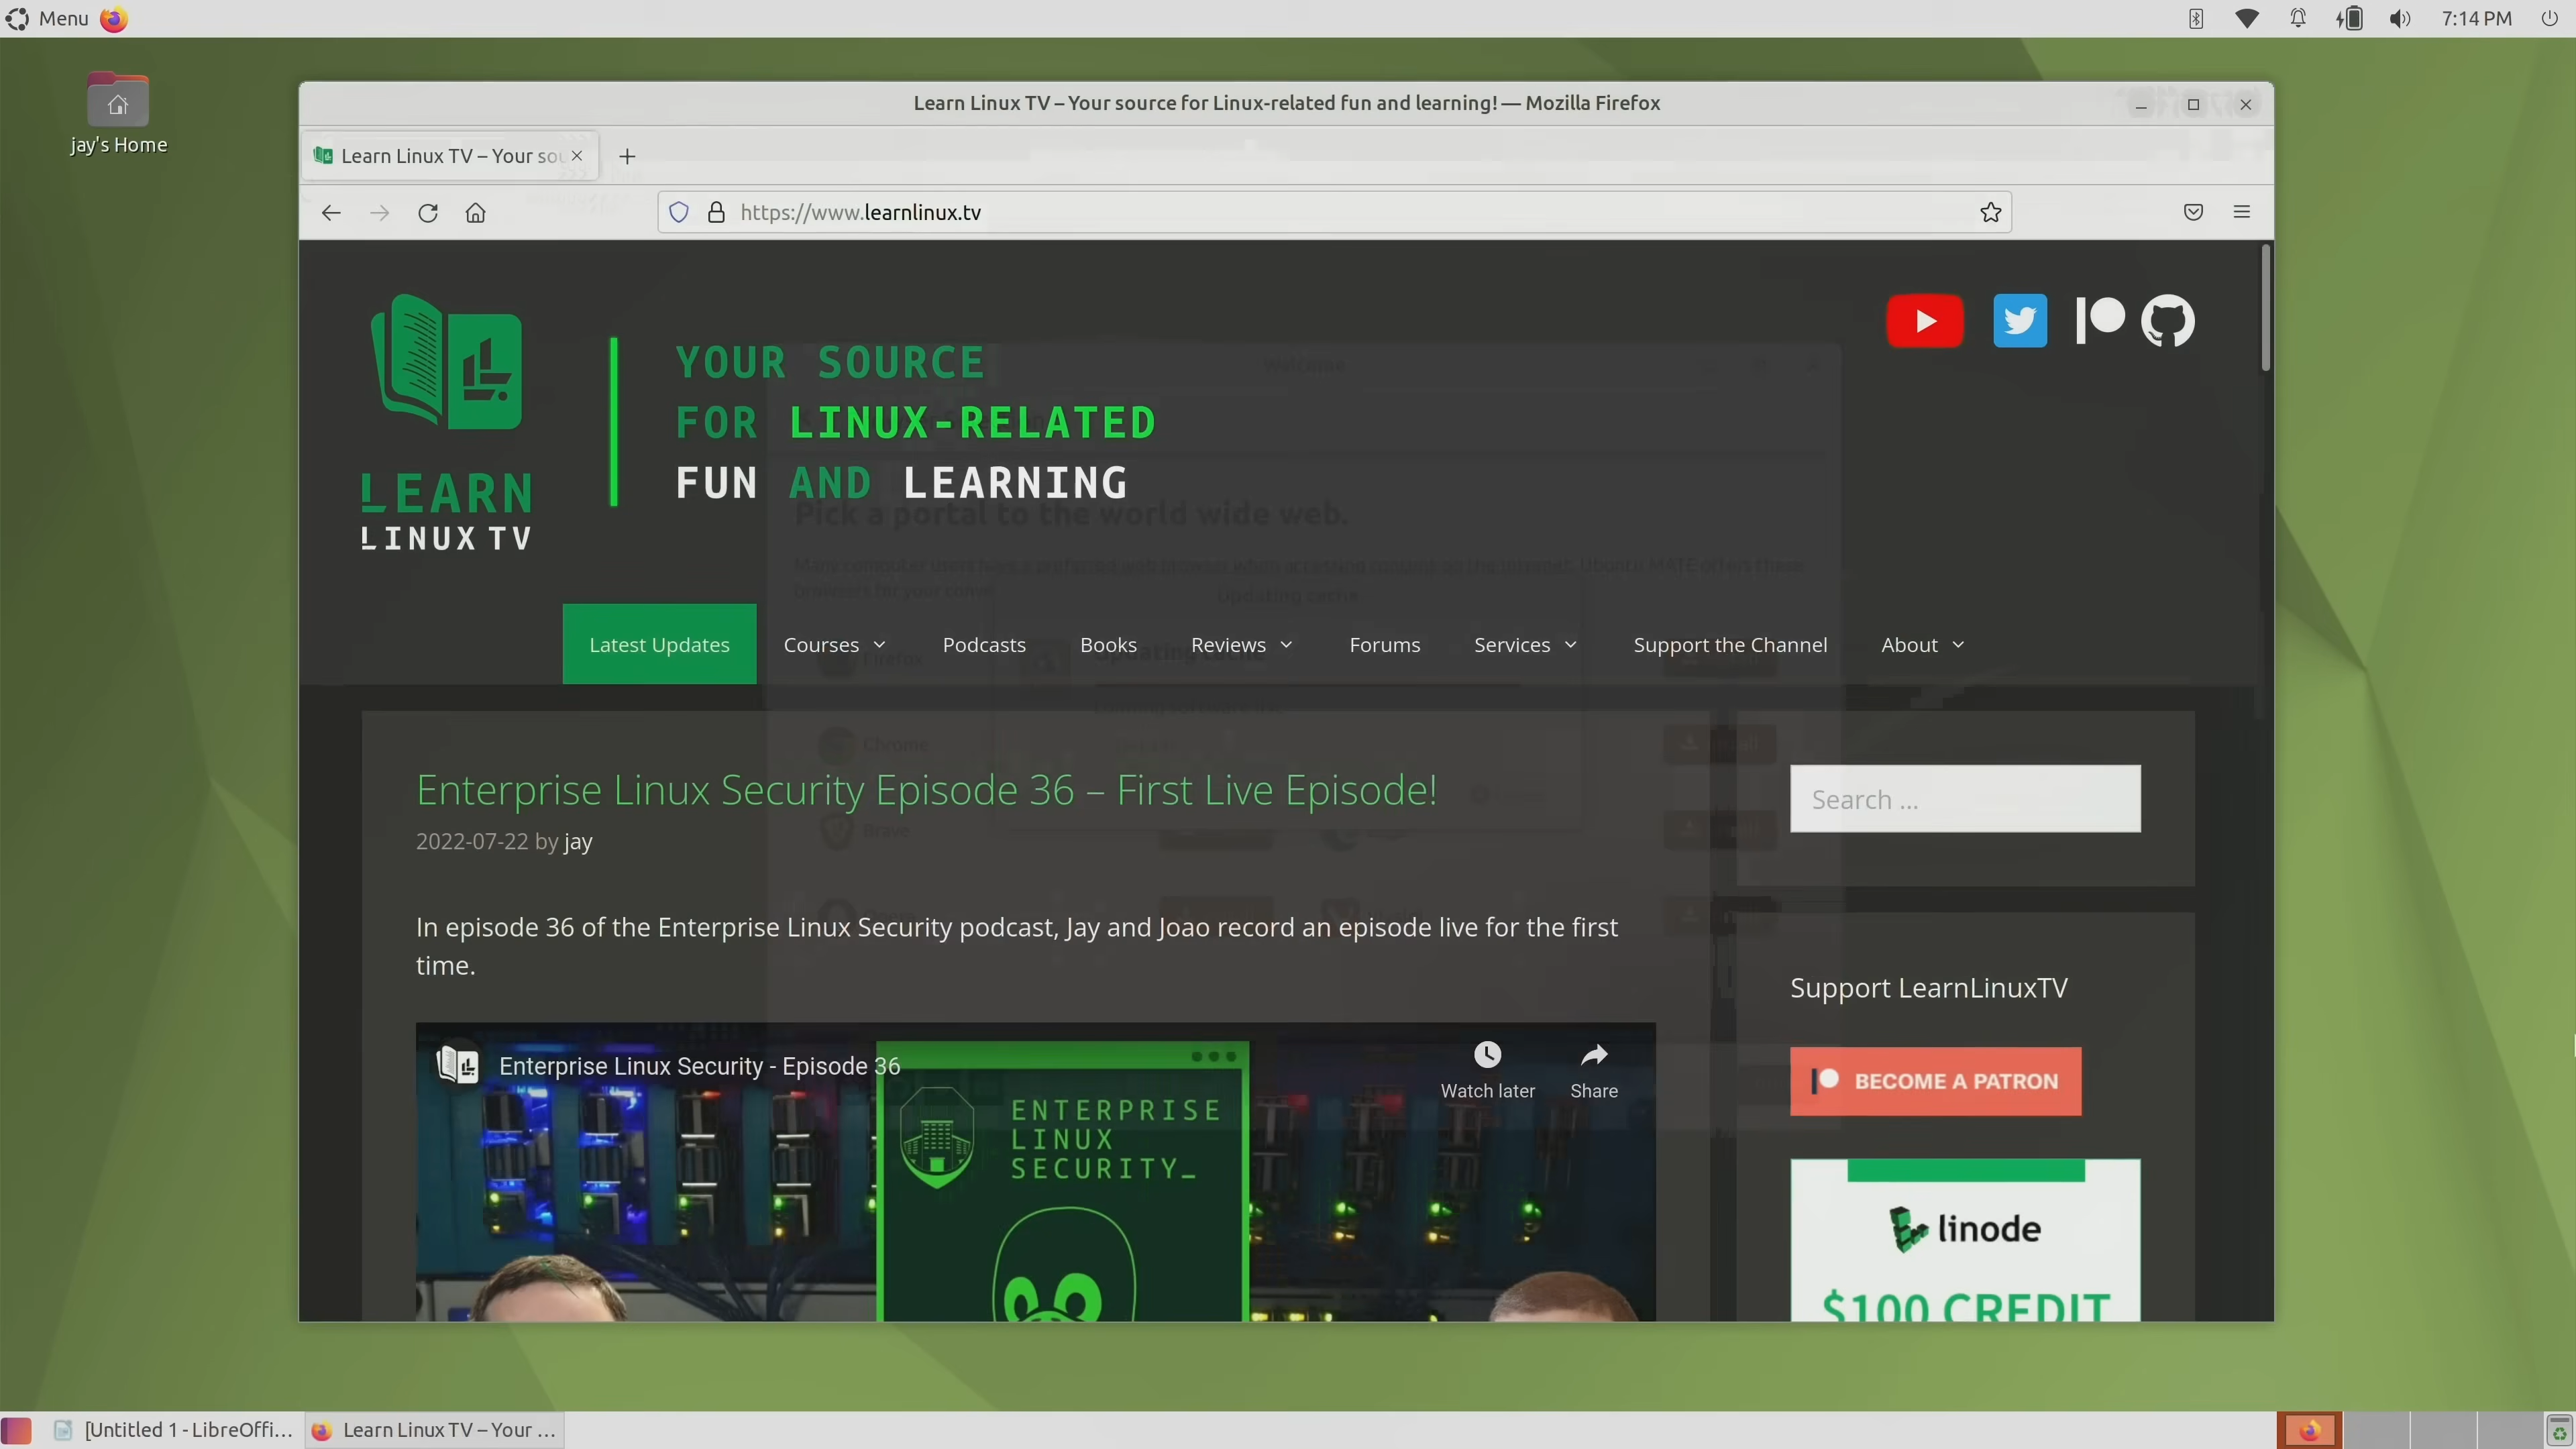 Menu
7:14 PM
jay's Home
Learn Linux TV – Your source for Linux-related fun and learning! — Mozilla Firefox
Learn Linux TV – Your sou
https://www.learnlinux.tv
YOUR SOURCE
FOR LINUX-RELATED
FUN AND LEARNING
LEARN
LINUX TV
Pick a portal to the world wide web.
Many computer users have a preferred web browser when accessing content on the internet. Ubuntu MATE offers these
browsers for your conve
Updating cache
Latest Updates
Courses
Podcasts
Books
Reviews
Forums
Services
Support the Channel
About
Firefox
Updating cache
Chrome
Brave
Enterprise Linux Security Episode 36 – First Live Episode!
2022-07-22 by jay
In episode 36 of the Enterprise Linux Security podcast, Jay and Joao record an episode live for the first
time.
Search ...
Support LearnLinuxTV
BECOME A PATRON
linode
$100 CREDIT
Enterprise Linux Security - Episode 36
Watch later
Share
ENTERPRISE
LINUX
SECURITY_
[Untitled 1 - LibreOffi...
Learn Linux TV – Your ...